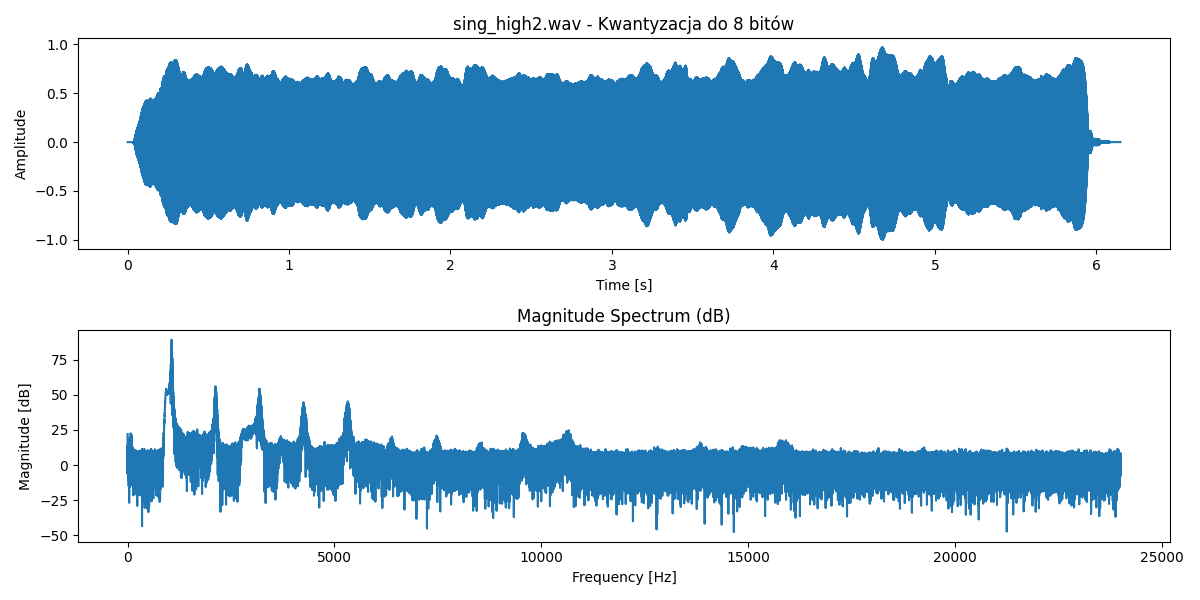 sing_high2.wav - Kwantyzacja do 8 bitów
1.0
0.5
0.0
−0.5
−1.0
Amplitude
0 1 2 3 4 5 6
Time [s]
Magnitude Spectrum (dB)
75
50
25
0
−25
−50
Magnitude [dB]
0 5000 10000 15000 20000 25000
Frequency [Hz]